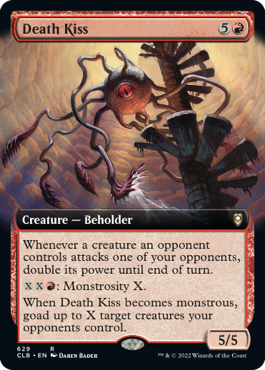 Death Kiss 5
Creature — Beholder
Whenever a creature an opponent
controls attacks one of your opponents,
double its power until end of turn.
X X : Monstrosity X.
When Death Kiss becomes monstrous,
goad up to X target creatures your
opponents control.
5/5
629 R
CLB • EN Daren Bader ™ & © 2022 Wizards of the Coast